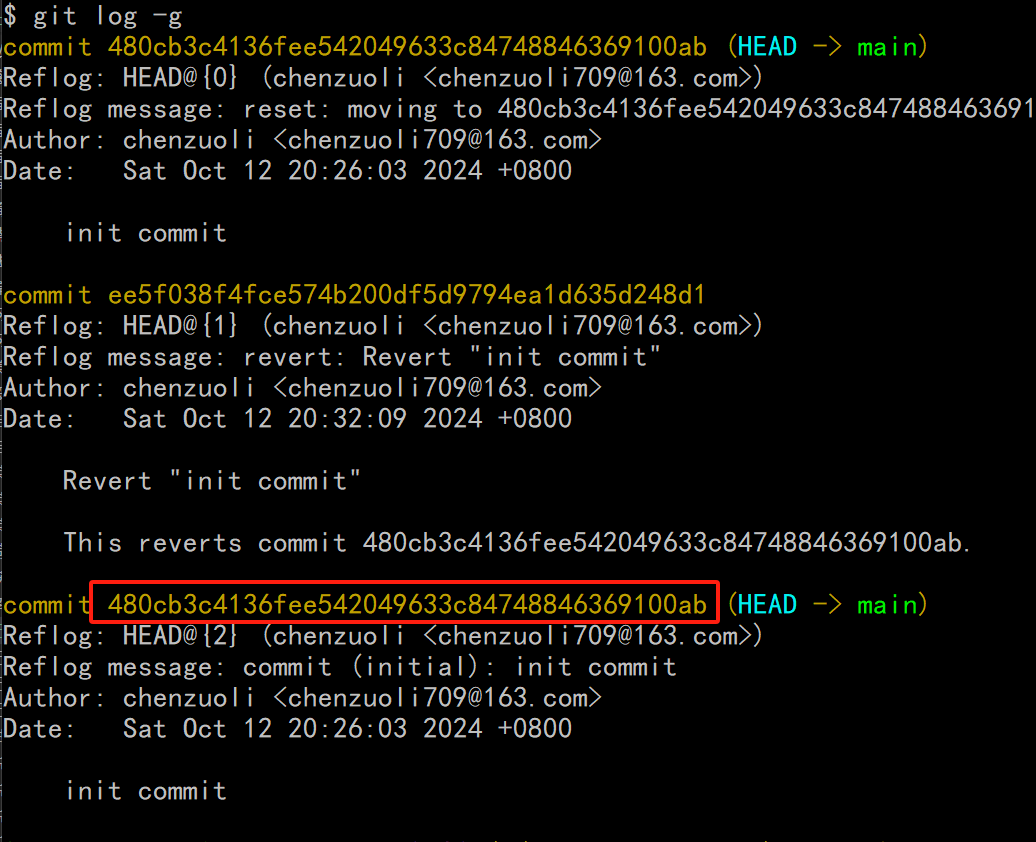 $ git log -g
commit 480cb3c4136fee542049633c84748846369100ab (HEAD -> main)
Reflog: HEAD@{0} (chenzuoli <chenzuoli709@163.com>)
Reflog message: reset: moving to 480cb3c4136fee542049633c847488463691
Author: chenzuoli <chenzuoli709@163.com>
Date:   Sat Oct 12 20:26:03 2024 +0800

    init commit

commit ee5f038f4fce574b200df5d9794ea1d635d248d1
Reflog: HEAD@{1} (chenzuoli <chenzuoli709@163.com>)
Reflog message: revert: Revert "init commit"
Author: chenzuoli <chenzuoli709@163.com>
Date:   Sat Oct 12 20:32:09 2024 +0800

    Revert "init commit"

    This reverts commit 480cb3c4136fee542049633c84748846369100ab.

commit 480cb3c4136fee542049633c84748846369100ab (HEAD -> main)
Reflog: HEAD@{2} (chenzuoli <chenzuoli709@163.com>)
Reflog message: commit (initial): init commit
Author: chenzuoli <chenzuoli709@163.com>
Date:   Sat Oct 12 20:26:03 2024 +0800

    init commit